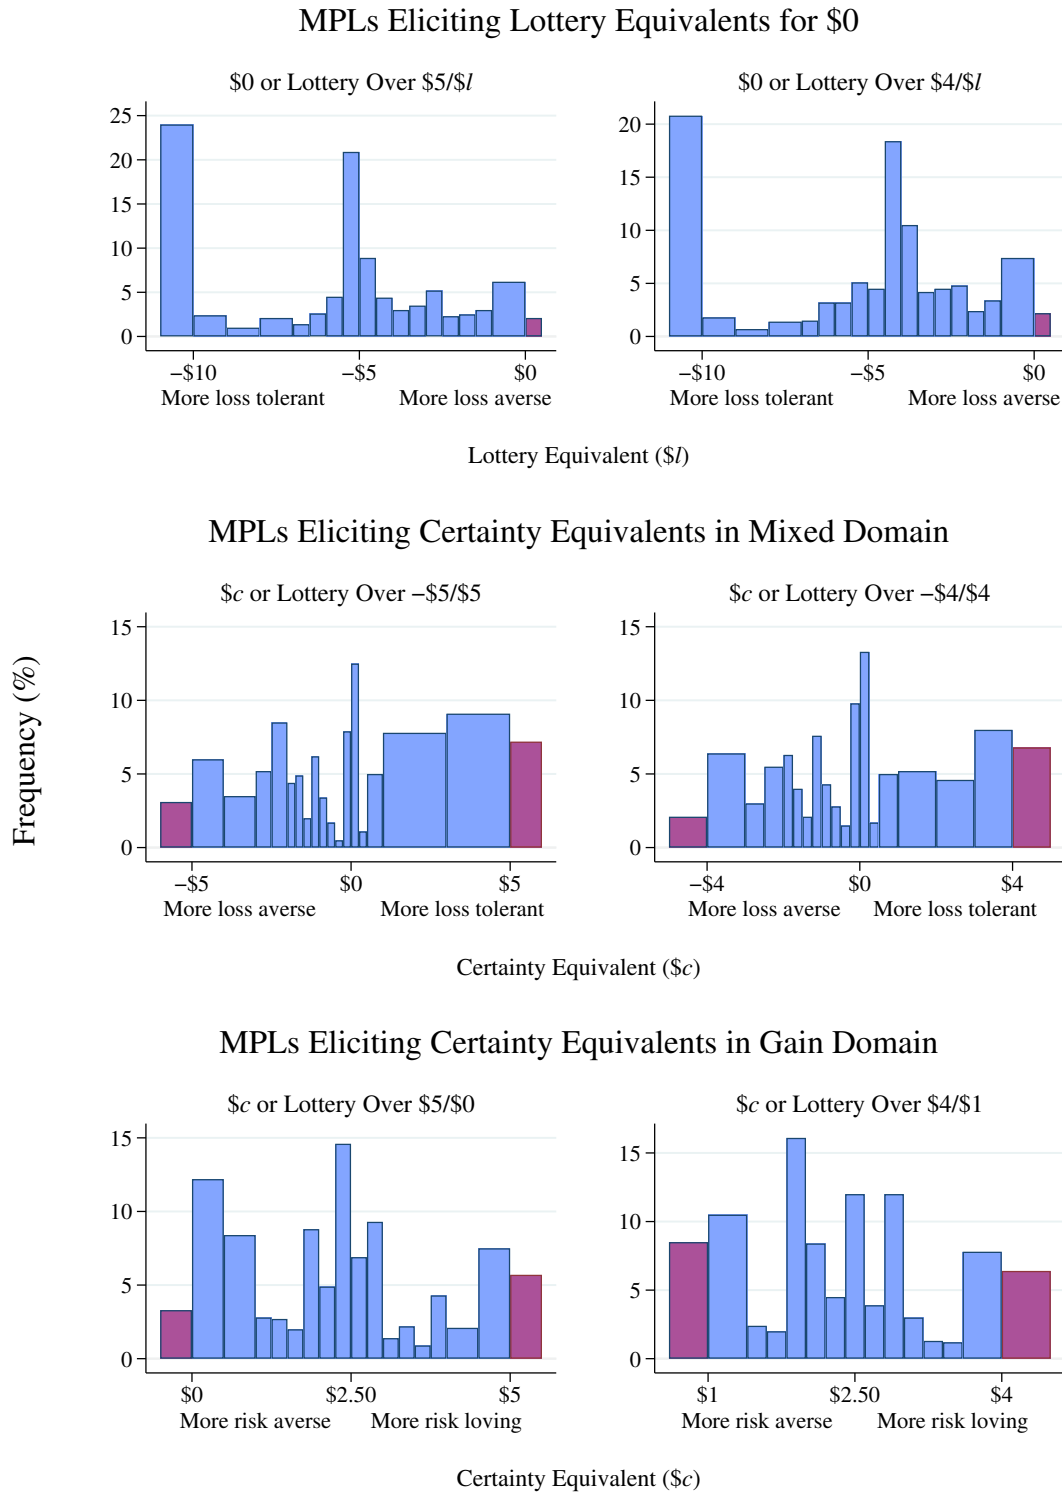 MPLs Eliciting Lottery Equivalents for $0
$0 or Lottery Over $5/$l
25
20
15
10
5
0
−$10
−$5
$0
More loss tolerant
More loss averse
$0 or Lottery Over $4/$l
20
15
10
5
0
−$10
−$5
$0
More loss tolerant
More loss averse
Lottery Equivalent ($l)
MPLs Eliciting Certainty Equivalents in Mixed Domain
Frequency (%)
$c or Lottery Over −$5/$5
15
10
5
0
−$5
$0
$5
More loss averse
More loss tolerant
$c or Lottery Over −$4/$4
15
10
5
0
−$4
$0
$4
More loss averse
More loss tolerant
Certainty Equivalent ($c)
MPLs Eliciting Certainty Equivalents in Gain Domain
$c or Lottery Over $5/$0
15
10
5
0
$0
$2.50
$5
More risk averse
More risk loving
$c or Lottery Over $4/$1
15
10
5
0
$1
$2.50
$4
More risk averse
More risk loving
Certainty Equivalent ($c)